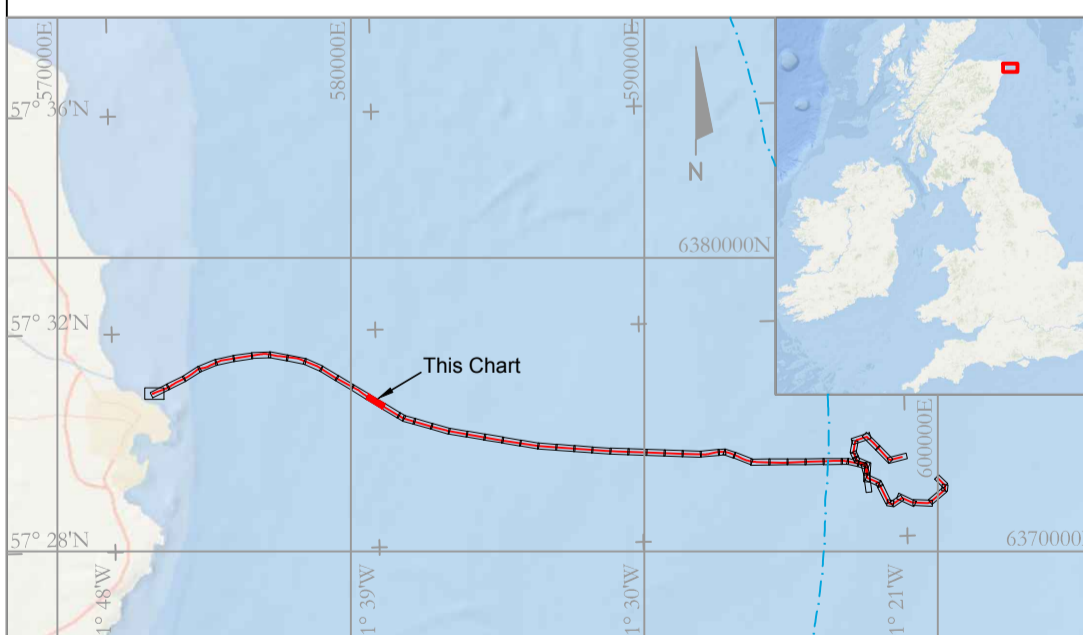 570000E
580000E
590000E
57° 36'N
N
6380000N
57° 32'N
This Chart
600000E
57° 28'N
6370000
1° 48'W
1° 39'W
1° 30'W
1° 21'W